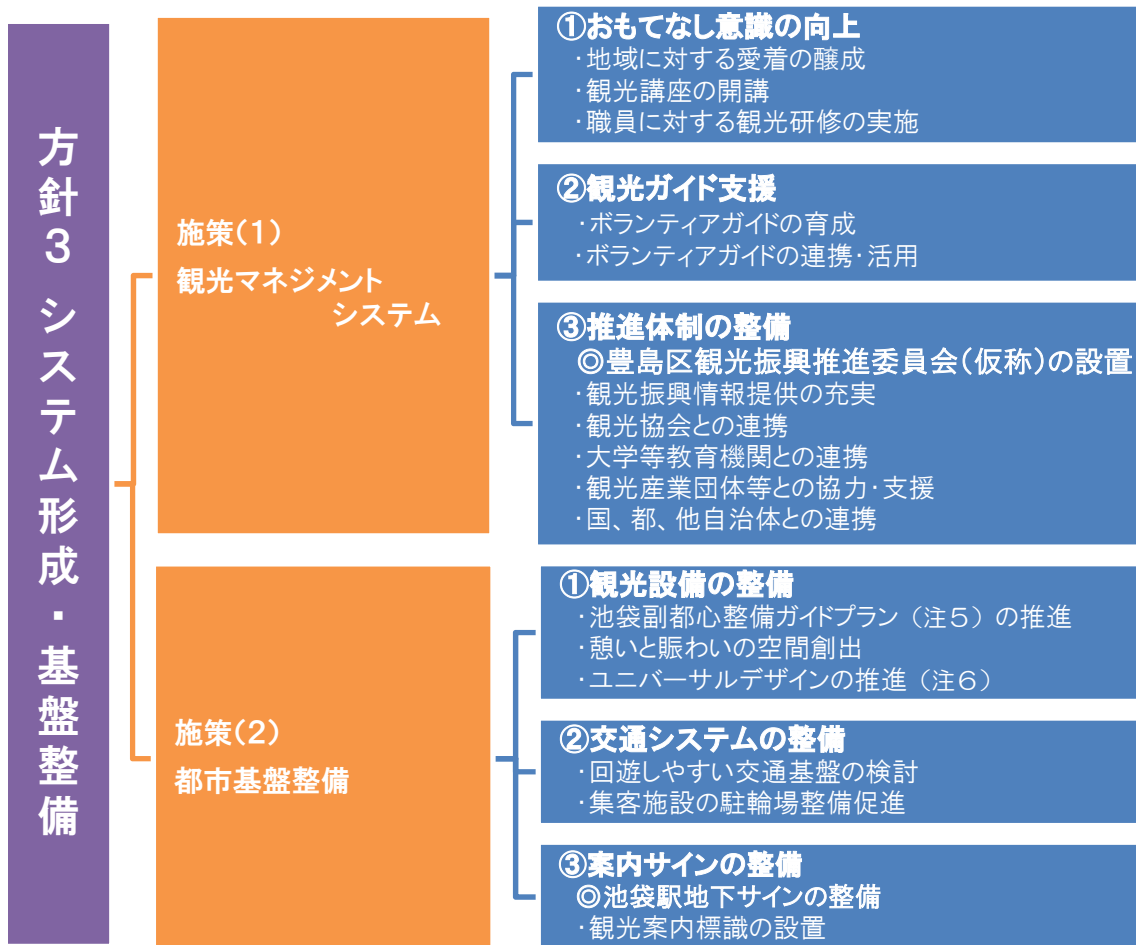 方針3 システム形成・基盤整備
施策(1)
観光マネジメント
システム
①おもてなし意識の向上
・地域に対する愛着の醸成
・観光講座の開講
・職員に対する観光研修の実施
②観光ガイド支援
・ボランティアガイドの育成
・ボランティアガイドの連携・活用
③推進体制の整備
◎豊島区観光振興推進委員会(仮称)の設置
・観光振興情報提供の充実
・観光協会との連携
・大学等教育機関との連携
・観光産業団体等との協力・支援
・国、都、他自治体との連携
施策(2)
都市基盤整備
①観光設備の整備
・池袋副都心整備ガイドプラン（注5）の推進
・憩いと賑わいの空間創出
・ユニバーサルデザインの推進（注6）
②交通システムの整備
・回遊しやすい交通基盤の検討
・集客施設の駐輪場整備促進
③案内サインの整備
◎池袋駅地下サインの整備
・観光案内標識の設置